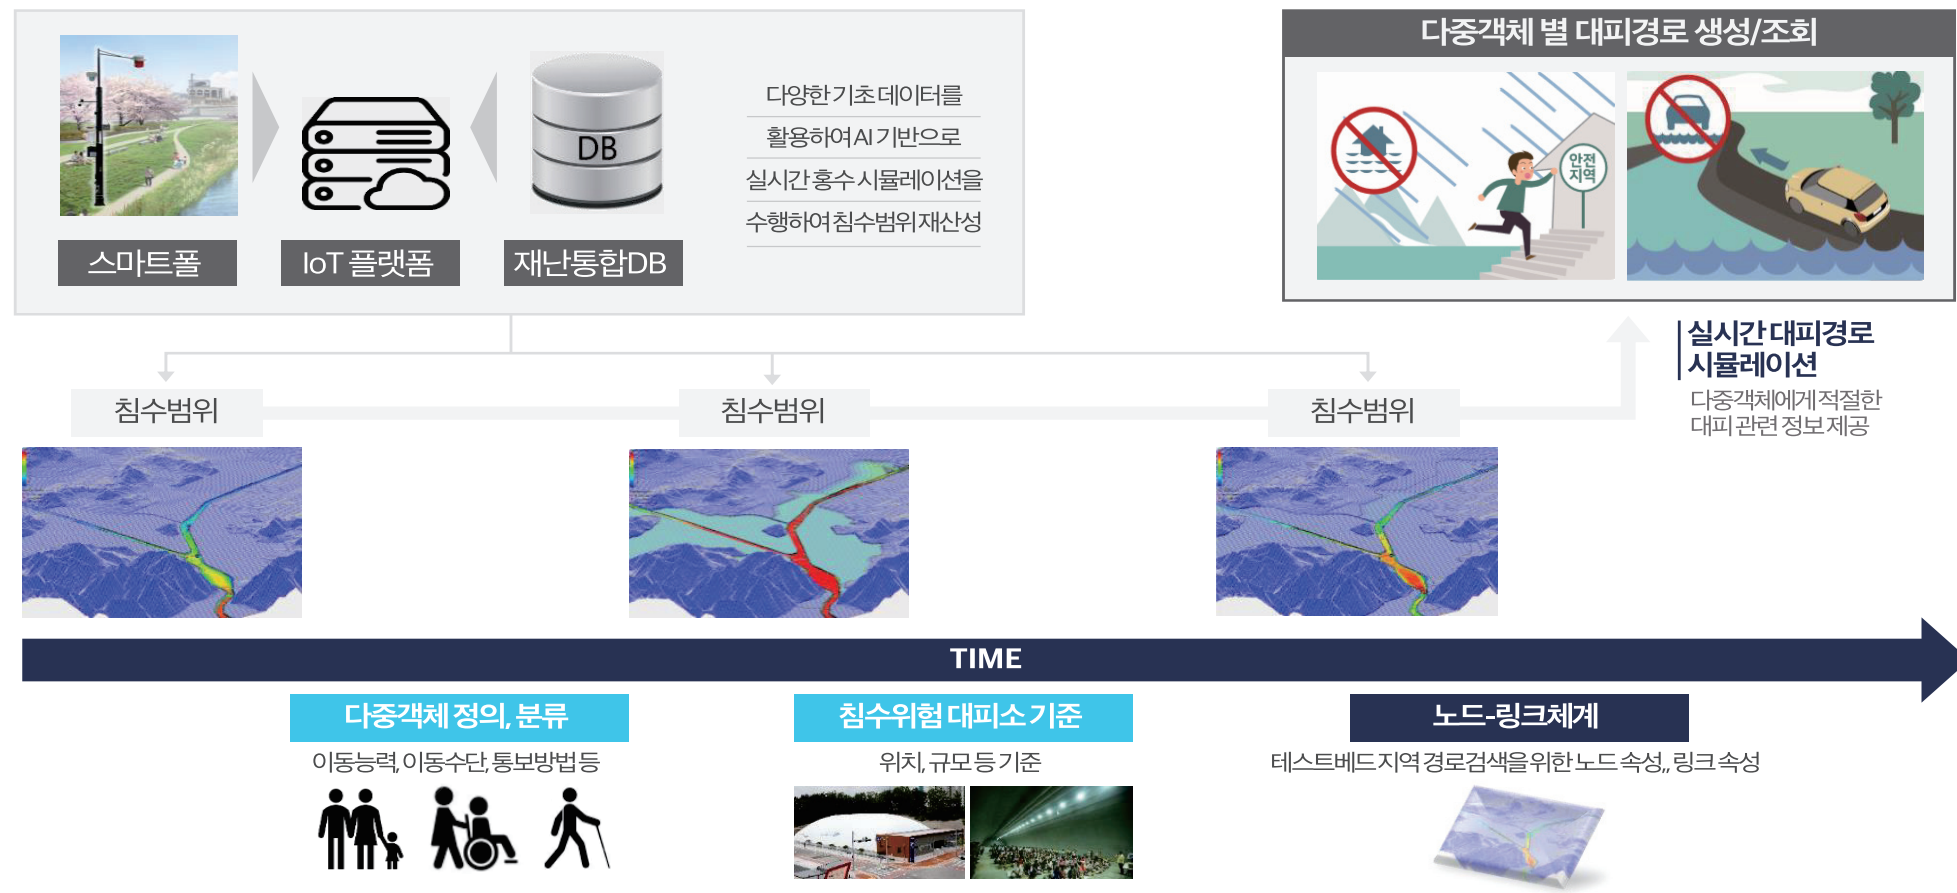 다양한 기초 데이터를
활용하여 AI 기반으로
실시간 홍수 시뮬레이션을
수행하여 침수범위 재산성
DB
스마트폴
IoT 플랫폼
재난통합DB
다중객체 별 대피경로 생성/조회
안전
지역
실시간 대피경로
시뮬레이션
다중객체에게 적절한
대피 관련 정보 제공
침수범위
침수범위
침수범위
TIME
다중객체 정의, 분류
이동능력, 이동수단, 통보방법 등
침수위험 대피소 기준
위치, 규모 등 기준
노드-링크체계
테스트베드 지역 경로검색을 위한 노드 속성,, 링크 속성